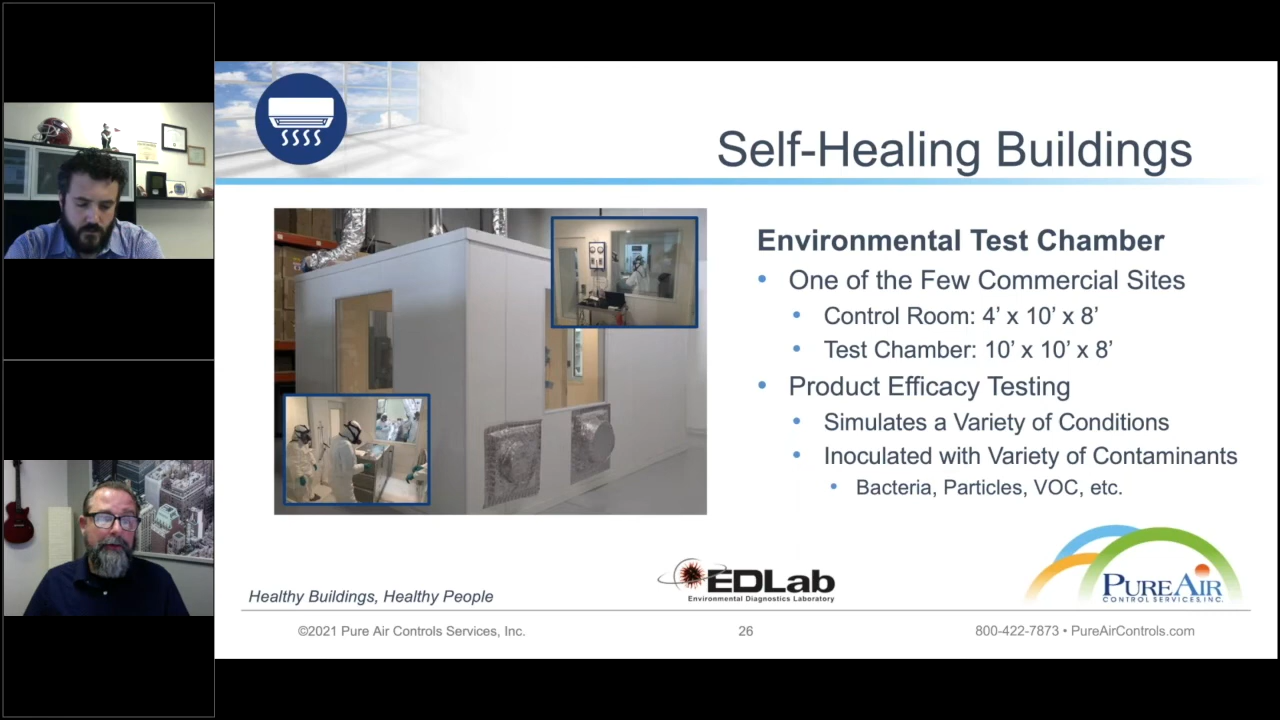 Self-Healing Buildings
Environmental Test Chamber
• One of the Few Commercial Sites
• Control Room: 4’ x 10’ x 8’
• Test Chamber: 10’ x 10’ x 8’
• Product Efficacy Testing
• Simulates a Variety of Conditions
• Inoculated with Variety of Contaminants
• Bacteria, Particles, VOC, etc.
EDLab
Environmental Diagnostics Laboratory
PURE AIR
CONTROL SERVICES, INC.
Healthy Buildings, Healthy People
©2021 Pure Air Controls Services, Inc.
26
800-422-7873 • PureAirControls.com